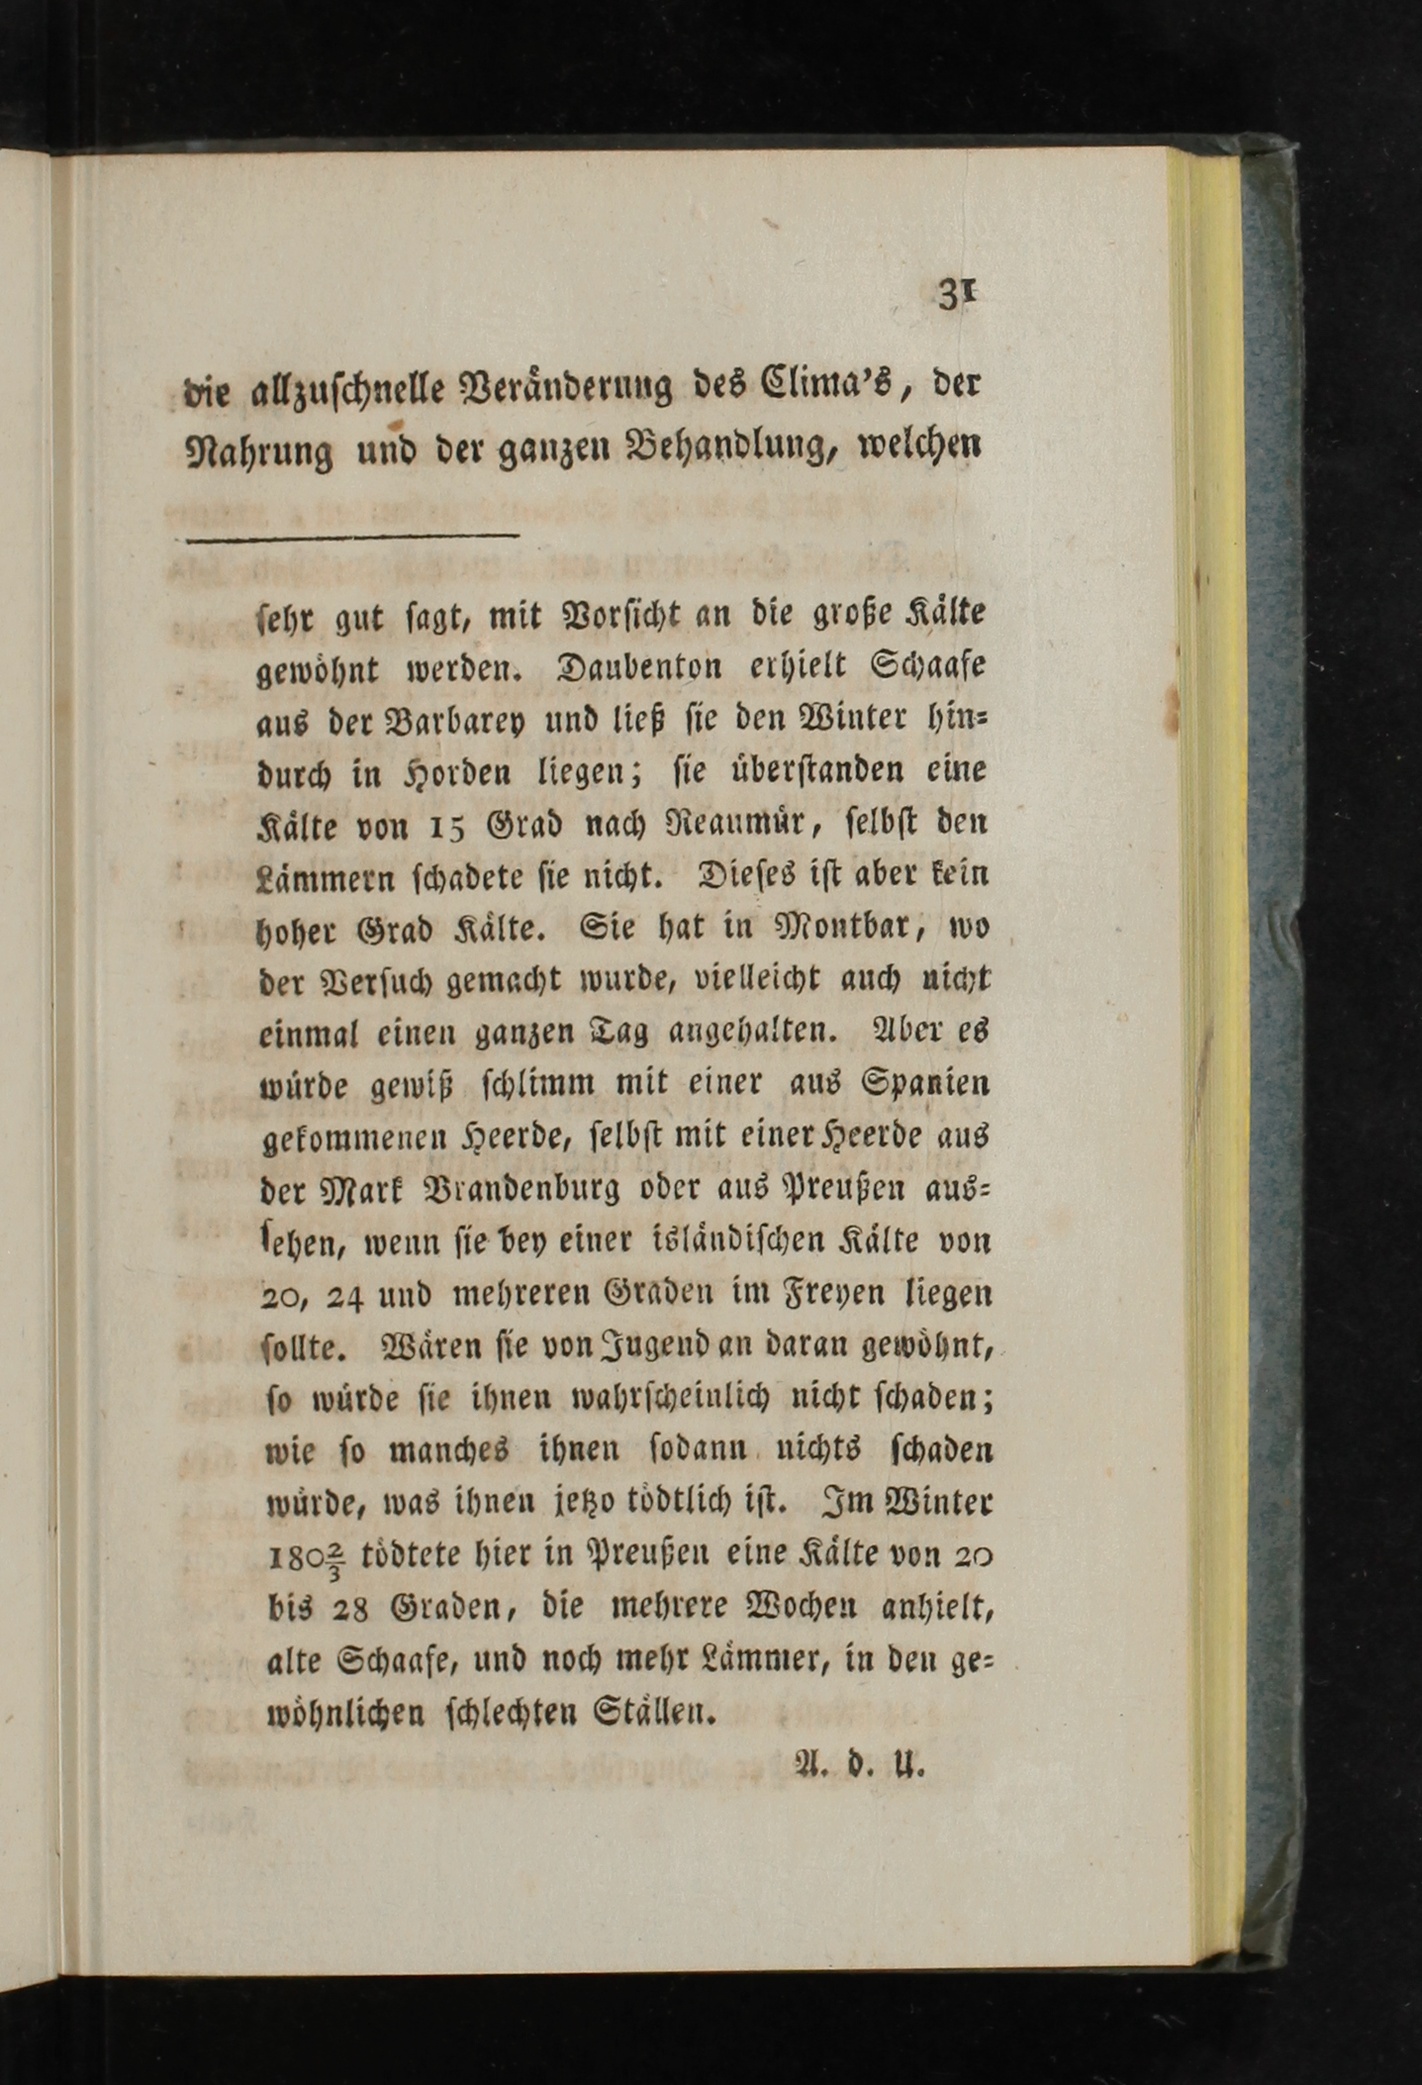 31
die allzuschnelle Veränderung des Clima's, der
Nahrung und der ganzen Behandlung, welchen
sehr gut sagt, mit Vorsicht an die große Kälte
gewöhnt werden. Daubenton erhielt Schaafe
aus der Barbarey und ließ sie den Winter hin=
durch in Horden liegen; sie überstanden eine
Kälte von 15 Grad nach Reaumür, selbst den
Lämmern schadete sie nicht. Dieses ist aber kein
hoher Grad Kälte. Sie hat in Montbar, wo
der Versuch gemacht wurde, vielleicht auch nicht
einmal einen ganzen Tag angehalten. Aber es
würde gewiß schlimm mit einer aus Spanien
gekommenen Heerde, selbst mit einer Heerde aus
der Mark Brandenburg oder aus Preußen aus=
sehen, wenn sie bey einer isländischen Kälte von
20, 24 und mehreren Graden im Freyen liegen
sollte. Wären sie von Jugend an daran gewöhnt,
so würde sie ihnen wahrscheinlich nicht schaden;
wie so manches ihnen sodann nichts schaden
würde, was ihnen jetzo tödtlich ist. Im Winter
180⅔ tödtete hier in Preußen eine Kälte von 20
bis 28 Graden, die mehrere Wochen anhielt,
alte Schaafe, und noch mehr Lämmer, in den ge=
wöhnlichen schlechten Ställen.
A. d. U.